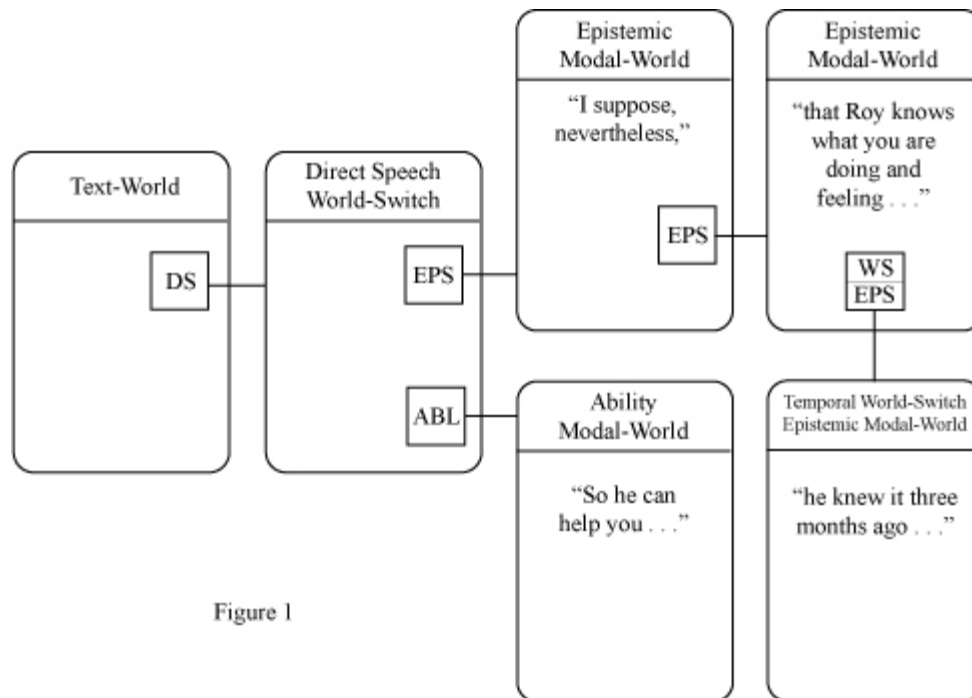 Text-World
DS
Direct Speech
World-Switch
EPS
ABL
Epistemic
Modal-World
“I suppose,
nevertheless,”
EPS
Epistemic
Modal-World
“that Roy knows
what you are
doing and
feeling . . .”
WS
EPS
Ability
Modal-World
“So he can
help you . . .”
Temporal World-Switch
Epistemic Modal-World
“he knew it three
months ago . . .”
Figure 1